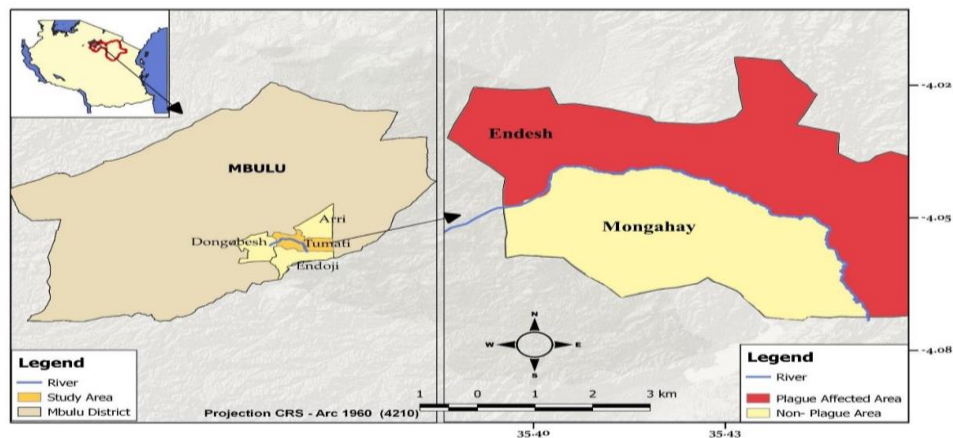 MBULU
Arri
Dongobesh
Tumati
Endoji
Legend
River
Study Area
Mbulu District
Projection CRS - Arc 1960 (4210)
Endesh
Mongahay
N
W E
S
1 0 1 2 3 km
Legend
River
Plague Affected Area
Non- Plague Area
-4.02
-4.05
-4.08
35.40 35.43